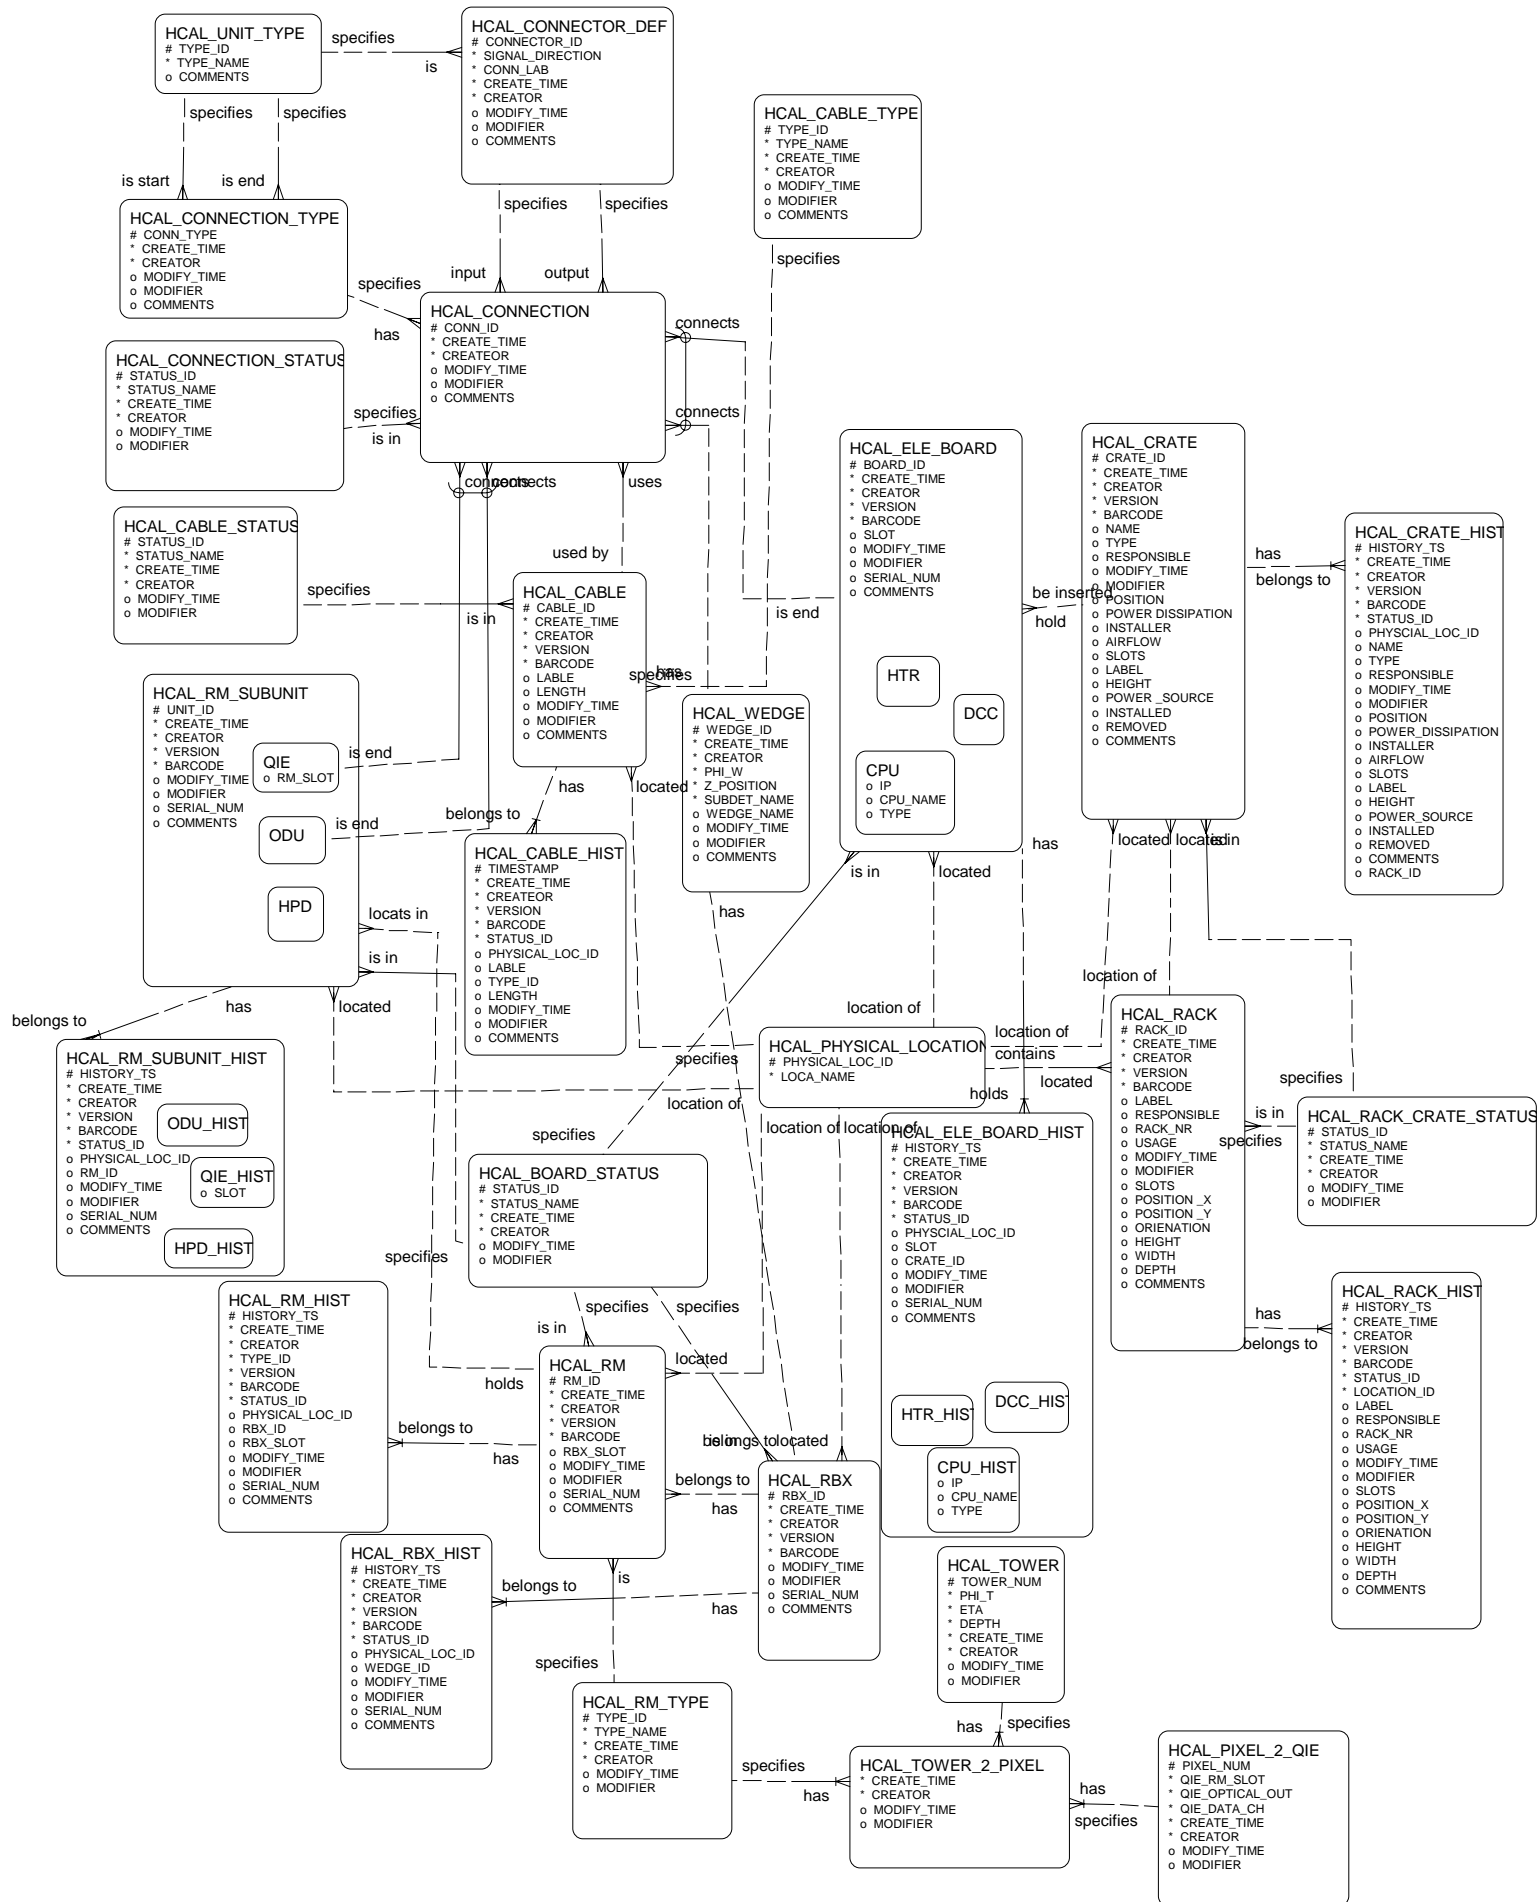 HCAL_UNIT_TYPE
# TYPE_ID
* TYPE_NAME
o COMMENTS
specifies
is
HCAL_CONNECTOR_DEF
# CONNECTOR_ID
* SIGNAL_DIRECTION
* CONN_LAB
* CREATE_TIME
* CREATOR
o MODIFY_TIME
o MODIFIER
o COMMENTS
specifies
specifies
is start
is end
HCAL_CABLE_TYPE
# TYPE_ID
* TYPE_NAME
* CREATE_TIME
* CREATOR
o MODIFY_TIME
o MODIFIER
o COMMENTS
specifies
HCAL_CONNECTION_TYPE
# CONN_TYPE
* CREATE_TIME
* CREATOR
o MODIFY_TIME
o MODIFIER
o COMMENTS
specifies
has
specifies
specifies
input
output
HCAL_CONNECTION
# CONN_ID
* CREATE_TIME
* CREATEOR
o MODIFY_TIME
o MODIFIER
o COMMENTS
connects
connects
HCAL_CONNECTION_STATUS
# STATUS_ID
* STATUS_NAME
* CREATE_TIME
* CREATOR
o MODIFY_TIME
o MODIFIER
specifies
is in
connects
connects
uses
used by
HCAL_CABLE_STATUS
# STATUS_ID
* STATUS_NAME
* CREATE_TIME
* CREATOR
o MODIFY_TIME
o MODIFIER
specifies
is in
HCAL_CABLE
# CABLE_ID
* CREATE_TIME
* CREATOR
* VERSION
* BARCODE
o LABLE
o LENGTH
o MODIFY_TIME
o MODIFIER
o COMMENTS
has
specifies
HCAL_ELE_BOARD
# BOARD_ID
* CREATE_TIME
* CREATOR
* VERSION
* BARCODE
o SLOT
o MODIFY_TIME
o MODIFIER
o SERIAL_NUM
o COMMENTS
is end
HTR
DCC
CPU
o IP
o CPU_NAME
o TYPE
be inserted
hold
HCAL_CRATE
# CRATE_ID
* CREATE_TIME
* CREATOR
* VERSION
* BARCODE
o NAME
o TYPE
o RESPONSIBLE
o MODIFY_TIME
o MODIFIER
o POSITION
o POWER DISSIPATION
o INSTALLER
o AIRFLOW
o SLOTS
o LABEL
o HEIGHT
o POWER _SOURCE
o INSTALLED
o REMOVED
o COMMENTS
has
belongs to
HCAL_CRATE_HIST
# HISTORY_TS
* CREATE_TIME
* CREATOR
* VERSION
* BARCODE
* STATUS_ID
o PHYSCIAL_LOC_ID
o NAME
o TYPE
o RESPONSIBLE
o MODIFY_TIME
o MODIFIER
o POSITION
o POWER_DISSIPATION
o INSTALLER
o AIRFLOW
o SLOTS
o LABEL
o HEIGHT
o POWER_SOURCE
o INSTALLED
o REMOVED
o COMMENTS
o RACK_ID
HCAL_RM_SUBUNIT
# UNIT_ID
* CREATE_TIME
* CREATOR
* VERSION
* BARCODE
o MODIFY_TIME
o MODIFIER
o SERIAL_NUM
o COMMENTS
QIE
o RM_SLOT
is end
ODU
is end
HPD
locats in
is in
located
has
belongs to
HCAL_WEDGE
# WEDGE_ID
* CREATE_TIME
* CREATOR
* PHI_W
* Z_POSITION
* SUBDET_NAME
o WEDGE_NAME
o MODIFY_TIME
o MODIFIER
o COMMENTS
has
has
belongs to
located
HCAL_CABLE_HIST
# TIMESTAMP
* CREATE_TIME
* CREATEOR
* VERSION
* BARCODE
* STATUS_ID
o PHYSICAL_LOC_ID
o LABLE
o TYPE_ID
o LENGTH
o MODIFY_TIME
o MODIFIER
o COMMENTS
is in
located
has
located
located
is in
location of
location of
location of
HCAL_PHYSICAL_LOCATION
# PHYSICAL_LOC_ID
* LOCA_NAME
contains
located
specifies
location of
location of
location of
holds
HCAL_RACK
# RACK_ID
* CREATE_TIME
* CREATOR
* VERSION
* BARCODE
o LABEL
o RESPONSIBLE
o RACK_NR
o USAGE
o MODIFY_TIME
o MODIFIER
o SLOTS
o POSITION _X
o POSITION _Y
o ORIENATION
o HEIGHT
o WIDTH
o DEPTH
o COMMENTS
specifies
is in
specifies
HCAL_RACK_CRATE_STATUS
# STATUS_ID
* STATUS_NAME
* CREATE_TIME
* CREATOR
o MODIFY_TIME
o MODIFIER
HCAL_RM_SUBUNIT_HIST
# HISTORY_TS
* CREATE_TIME
* CREATOR
* VERSION
* BARCODE
* STATUS_ID
o PHYSICAL_LOC_ID
o RM_ID
o MODIFY_TIME
o MODIFIER
o SERIAL_NUM
o COMMENTS
ODU_HIST
QIE_HIST
o SLOT
HPD_HIST
specifies
HCAL_BOARD_STATUS
# STATUS_ID
* STATUS_NAME
* CREATE_TIME
* CREATOR
o MODIFY_TIME
o MODIFIER
specifies
HCAL_ELE_BOARD_HIST
# HISTORY_TS
* CREATE_TIME
* CREATOR
* VERSION
* BARCODE
* STATUS_ID
o PHYSCIAL_LOC_ID
o SLOT
o CRATE_ID
o MODIFY_TIME
o MODIFIER
o SERIAL_NUM
o COMMENTS
HTR_HIST
DCC_HIST
CPU_HIST
o IP
o CPU_NAME
o TYPE
HCAL_RM_HIST
# HISTORY_TS
* CREATE_TIME
* CREATOR
* TYPE_ID
* VERSION
* BARCODE
* STATUS_ID
o PHYSICAL_LOC_ID
o RBX_ID
o RBX_SLOT
o MODIFY_TIME
o MODIFIER
o SERIAL_NUM
o COMMENTS
specifies
specifies
is in
holds
belongs to
has
HCAL_RM
# RM_ID
* CREATE_TIME
* CREATOR
* VERSION
* BARCODE
o RBX_SLOT
o MODIFY_TIME
o MODIFIER
o SERIAL_NUM
o COMMENTS
located
belongs to
is in
located
belongs to
has
HCAL_RBX
# RBX_ID
* CREATE_TIME
* CREATOR
* VERSION
* BARCODE
o MODIFY_TIME
o MODIFIER
o SERIAL_NUM
o COMMENTS
has
belongs to
HCAL_RACK_HIST
# HISTORY_TS
* CREATE_TIME
* CREATOR
* VERSION
* BARCODE
* STATUS_ID
* LOCATION_ID
o LABEL
o RESPONSIBLE
o RACK_NR
o USAGE
o MODIFY_TIME
o MODIFIER
o SLOTS
o POSITION_X
o POSITION_Y
o ORIENATION
o HEIGHT
o WIDTH
o DEPTH
o COMMENTS
HCAL_RBX_HIST
# HISTORY_TS
* CREATE_TIME
* CREATOR
* VERSION
* BARCODE
* STATUS_ID
o PHYSICAL_LOC_ID
o WEDGE_ID
o MODIFY_TIME
o MODIFIER
o SERIAL_NUM
o COMMENTS
belongs to
has
is
specifies
HCAL_TOWER
# TOWER_NUM
* PHI_T
* ETA
* DEPTH
* CREATE_TIME
* CREATOR
o MODIFY_TIME
o MODIFIER
has
specifies
HCAL_RM_TYPE
# TYPE_ID
* TYPE_NAME
* CREATE_TIME
* CREATOR
o MODIFY_TIME
o MODIFIER
specifies
has
HCAL_TOWER_2_PIXEL
* CREATE_TIME
* CREATOR
o MODIFY_TIME
o MODIFIER
has
specifies
HCAL_PIXEL_2_QIE
# PIXEL_NUM
* QIE_RM_SLOT
* QIE_OPTICAL_OUT
* QIE_DATA_CH
* CREATE_TIME
* CREATOR
o MODIFY_TIME
o MODIFIER